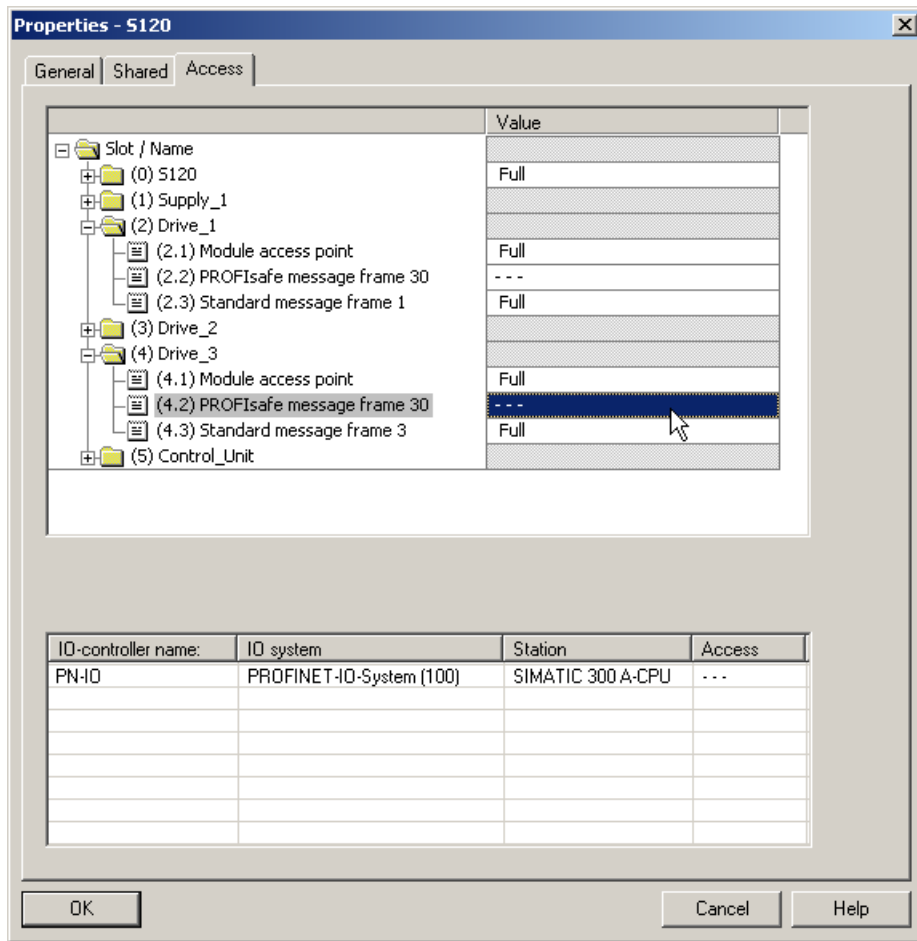 Properties - S120
General Shared Access
Value
Slot / Name
(0) S120 Full
(1) Supply_1
(2) Drive_1
(2.1) Module access point Full
(2.2) PROFIsafe message frame 30 - - -
(2.3) Standard message frame 1 Full
(3) Drive_2
(4) Drive_3
(4.1) Module access point Full
(4.2) PROFIsafe message frame 30 - - -
(4.3) Standard message frame 3 Full
(5) Control_Unit
IO-controller name: IO system Station Access
PN-IO PROFINET-IO-System (100) SIMATIC 300 A-CPU - - -
OK Cancel Help